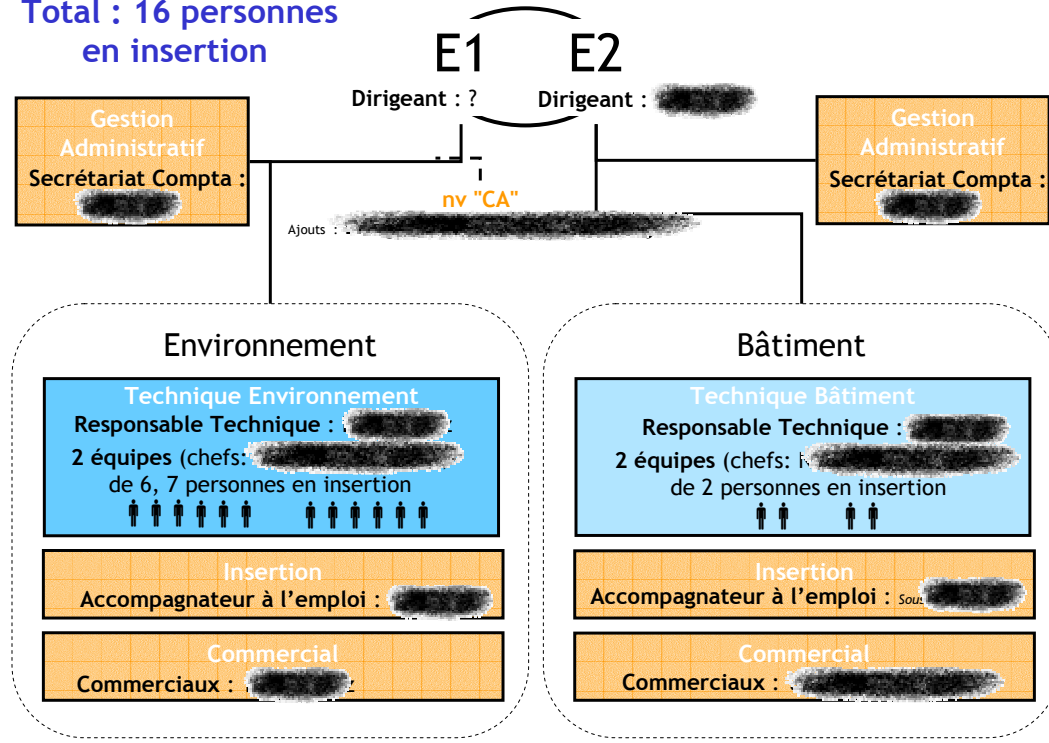 Total : 16 personnes
en insertion
E1 E2
Dirigeant : ?
Dirigeant :
Gestion
Administratif
Secrétariat Compta :
Gestion
Administratif
Secrétariat Compta :
nv "CA"
Ajouts :
Environnement
Technique Environnement
Responsable Technique :
2 équipes (chefs:
de 6, 7 personnes en insertion
Insertion
Accompagnateur à l’emploi :
Commercial
Commerciaux :
Bâtiment
Technique Bâtiment
Responsable Technique :
2 équipes (chefs:
de 2 personnes en insertion
Insertion
Accompagnateur à l’emploi :
Commercial
Commerciaux :